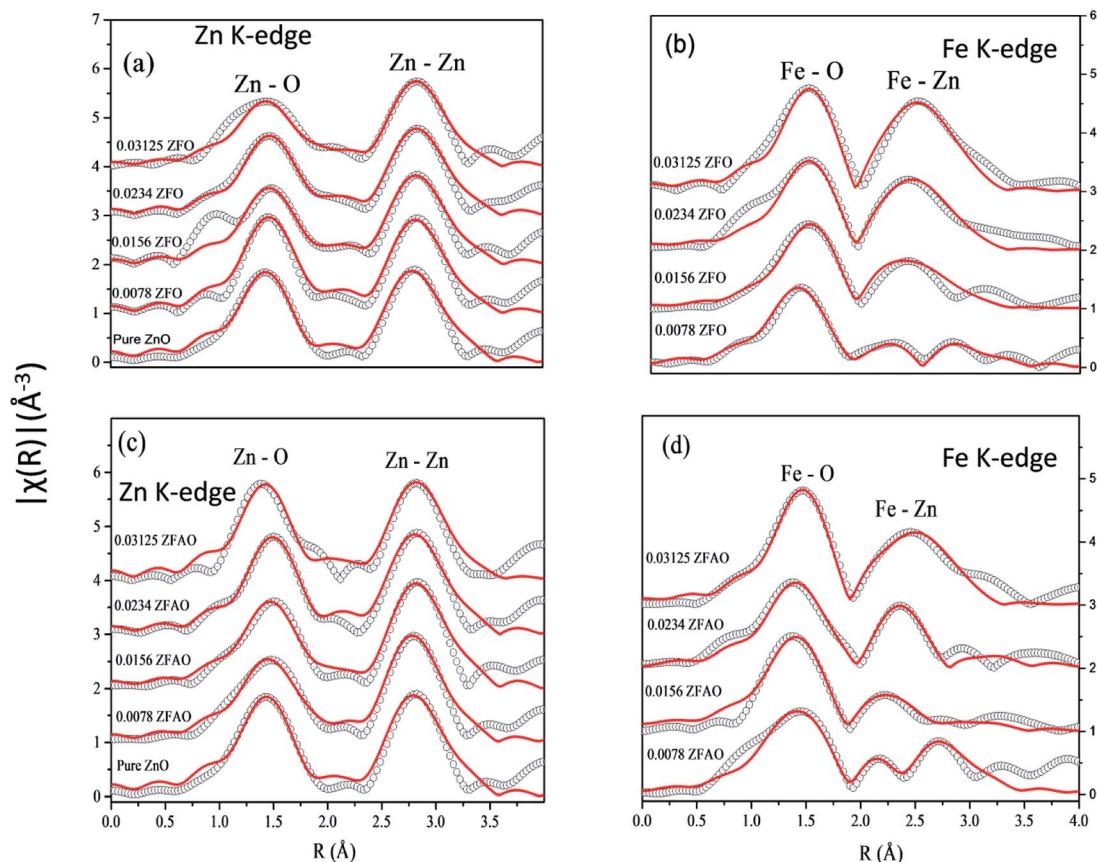 |χ(R)| (Å⁻³)
Zn K-edge
(a)
Zn - O
Zn - Zn
7
6
5
4
3
2
1
0
0.03125 ZFO
0.0234 ZFO
0.0156 ZFO
0.0078 ZFO
Pure ZnO
(b)
Fe K-edge
Fe - O
Fe - Zn
6
5
4
3
2
1
0
0.03125 ZFO
0.0234 ZFO
0.0156 ZFO
0.0078 ZFO
(c)
Zn - O
Zn - Zn
Zn K-edge
6
5
4
3
2
1
0
0.03125 ZFAO
0.0234 ZFAO
0.0156 ZFAO
0.0078 ZFAO
Pure ZnO
0.0 0.5 1.0 1.5 2.0 2.5 3.0 3.5
R (Å)
(d)
Fe K-edge
Fe - O
Fe - Zn
5
4
3
2
1
0
0.03125 ZFAO
0.0234 ZFAO
0.0156 ZFAO
0.0078 ZFAO
0.0 0.5 1.0 1.5 2.0 2.5 3.0 3.5 4.0
R (Å)